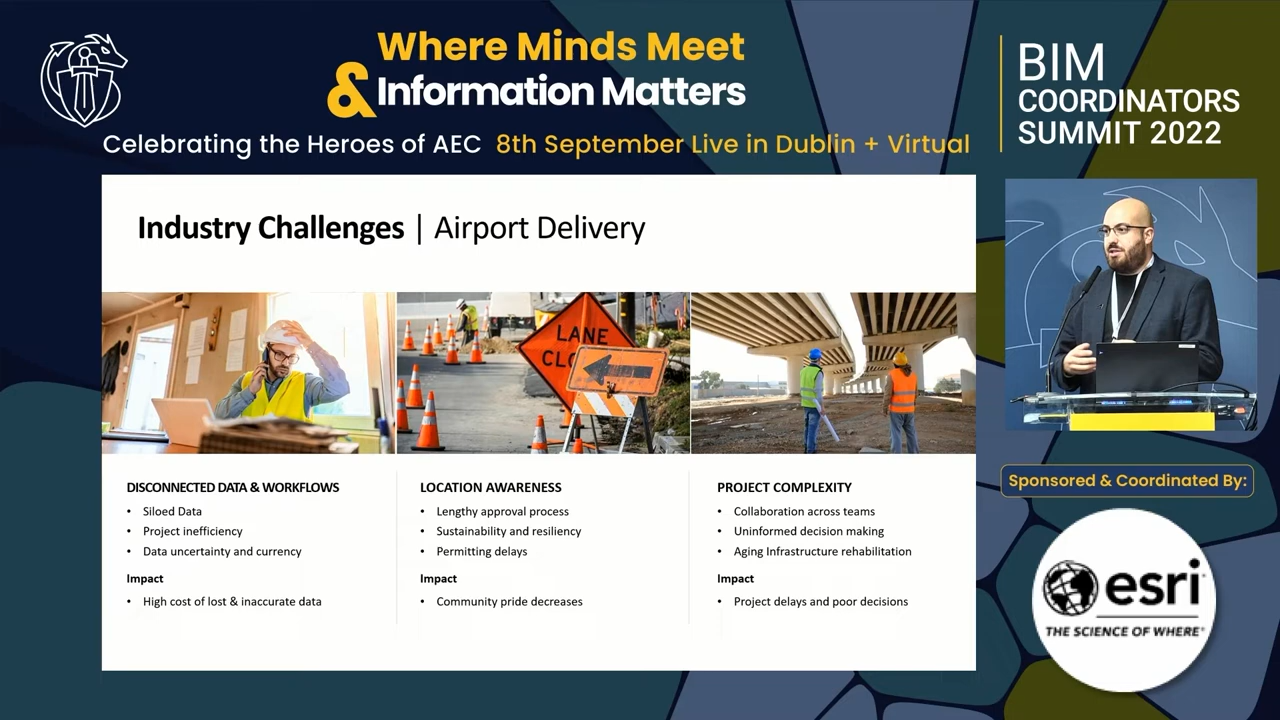 Where Minds Meet
& Information Matters
Celebrating the Heroes of AEC 8th September Live in Dublin + Virtual
BIM
COORDINATORS
SUMMIT 2022
Industry Challenges | Airport Delivery
LANE
CLO
DISCONNECTED DATA & WORKFLOWS
• Siloed Data
• Project inefficiency
• Data uncertainty and currency
Impact
• High cost of lost & inaccurate data
LOCATION AWARENESS
• Lengthy approval process
• Sustainability and resiliency
• Permitting delays
Impact
• Community pride decreases
PROJECT COMPLEXITY
• Collaboration across teams
• Uninformed decision making
• Aging Infrastructure rehabilitation
Impact
• Project delays and poor decisions
Sponsored & Coordinated By:
esri
THE SCIENCE OF WHERE®